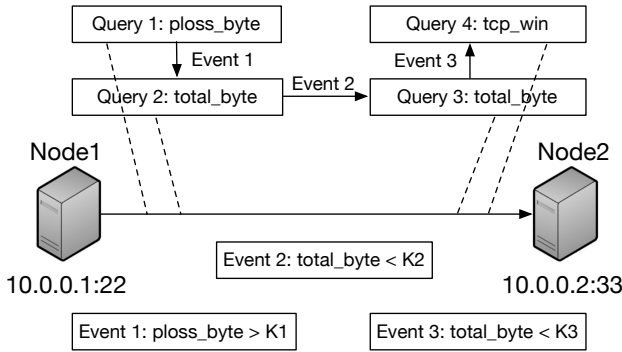 Query 1: ploss_byte
Query 4: tcp_win
Event 1
Event 3
Event 2
Query 2: total_byte
Query 3: total_byte
Node1
Node2
Event 2: total_byte < K2
10.0.0.1:22
10.0.0.2:33
Event 1: ploss_byte > K1
Event 3: total_byte < K3